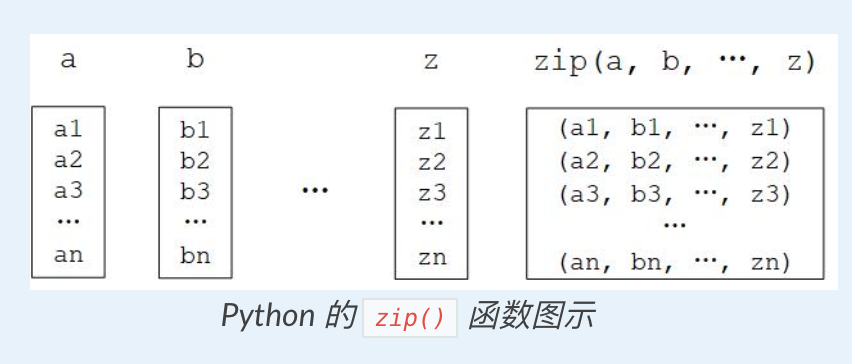 a b z zip(a, b, ···, z)
a1 b1 z1 (a1, b1, ···, z1)
a2 b2 z2 (a2, b2, ···, z2)
a3 b3 ··· z3 (a3, b3, ···, z3)
··· ··· ··· ···
an bn zn (an, bn, ···, zn)
Python 的 zip() 函数图示